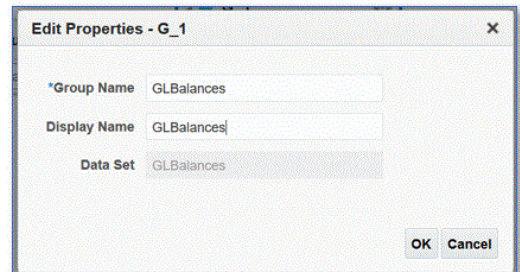 Edit Properties - G_1
*Group Name GLBalances
Display Name GLBalances
Data Set GLBalances
OK Cancel